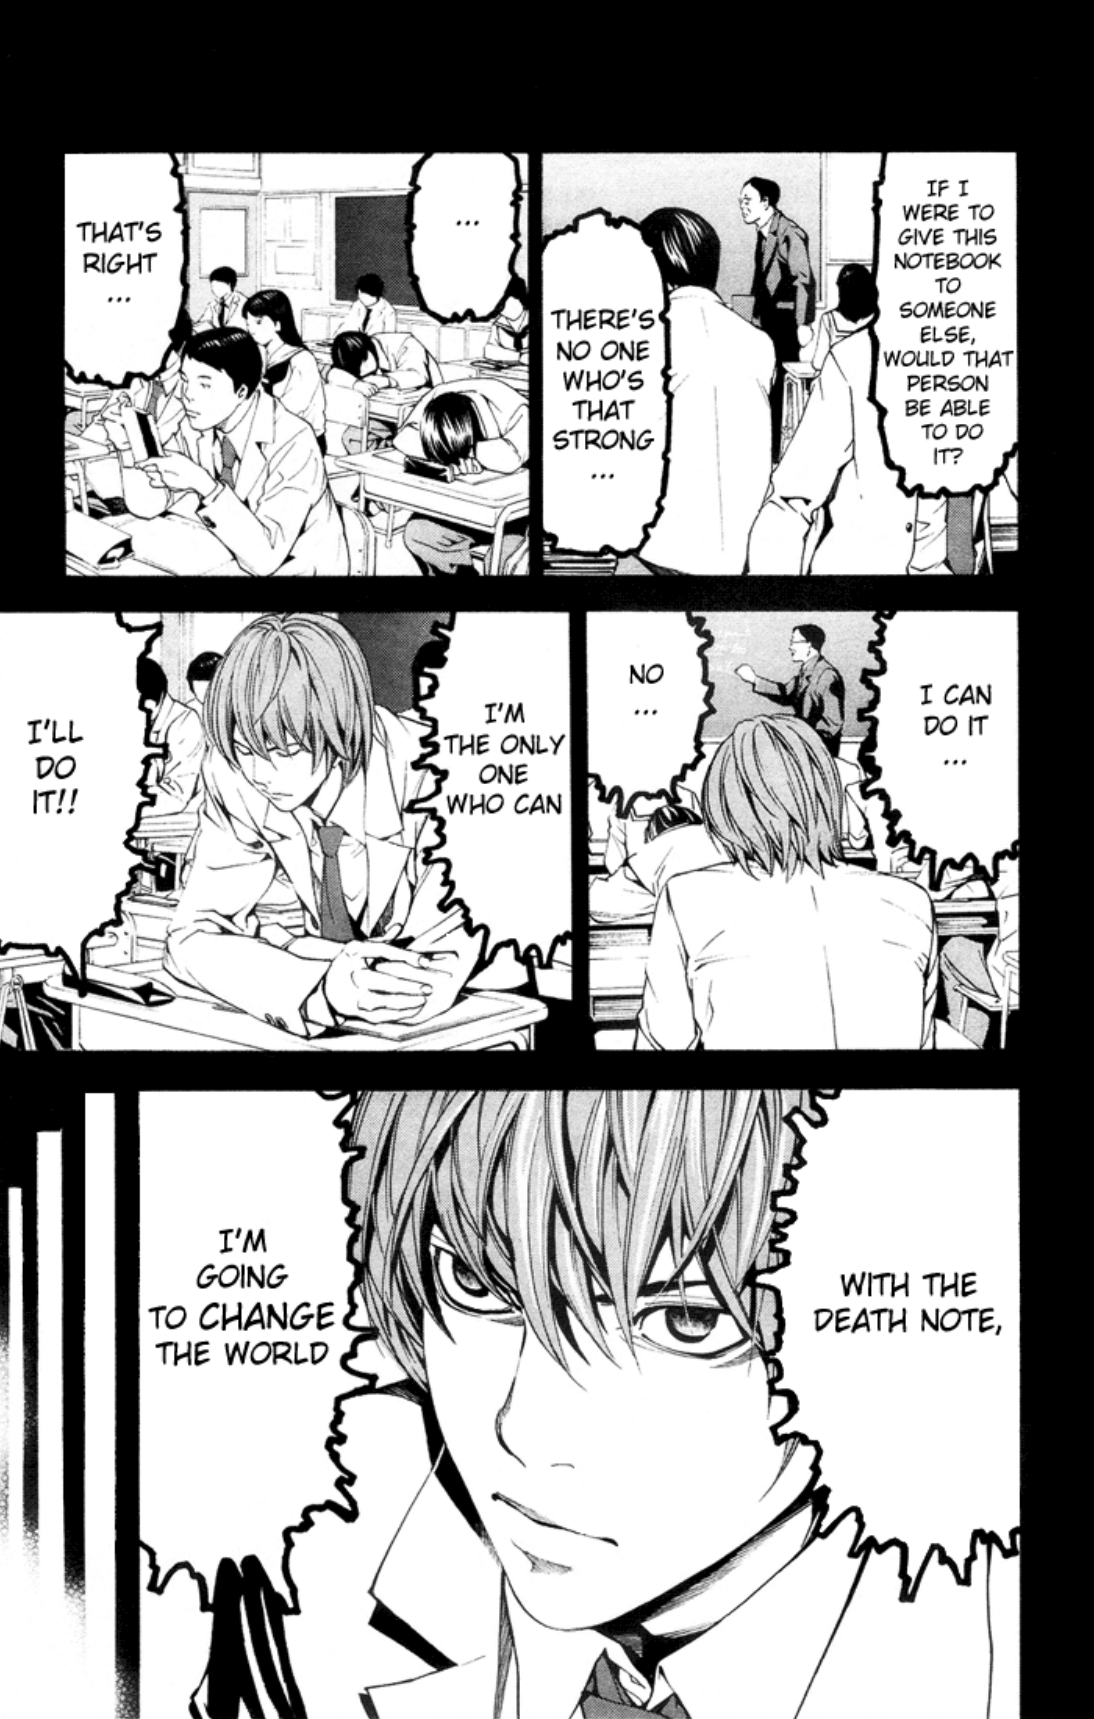 IF I
WERE TO
GIVE THIS
NOTEBOOK
TO
SOMEONE
ELSE,
WOULD THAT
PERSON
BE ABLE
TO DO
IT?
THERE'S
NO ONE
WHO'S
THAT
STRONG
...
...
THAT'S
RIGHT
...
I CAN
DO IT
...
NO
...
I'M
THE ONLY
ONE
WHO CAN
I'LL
DO
IT!!
WITH THE
DEATH NOTE,
I'M
GOING
TO CHANGE
THE WORLD